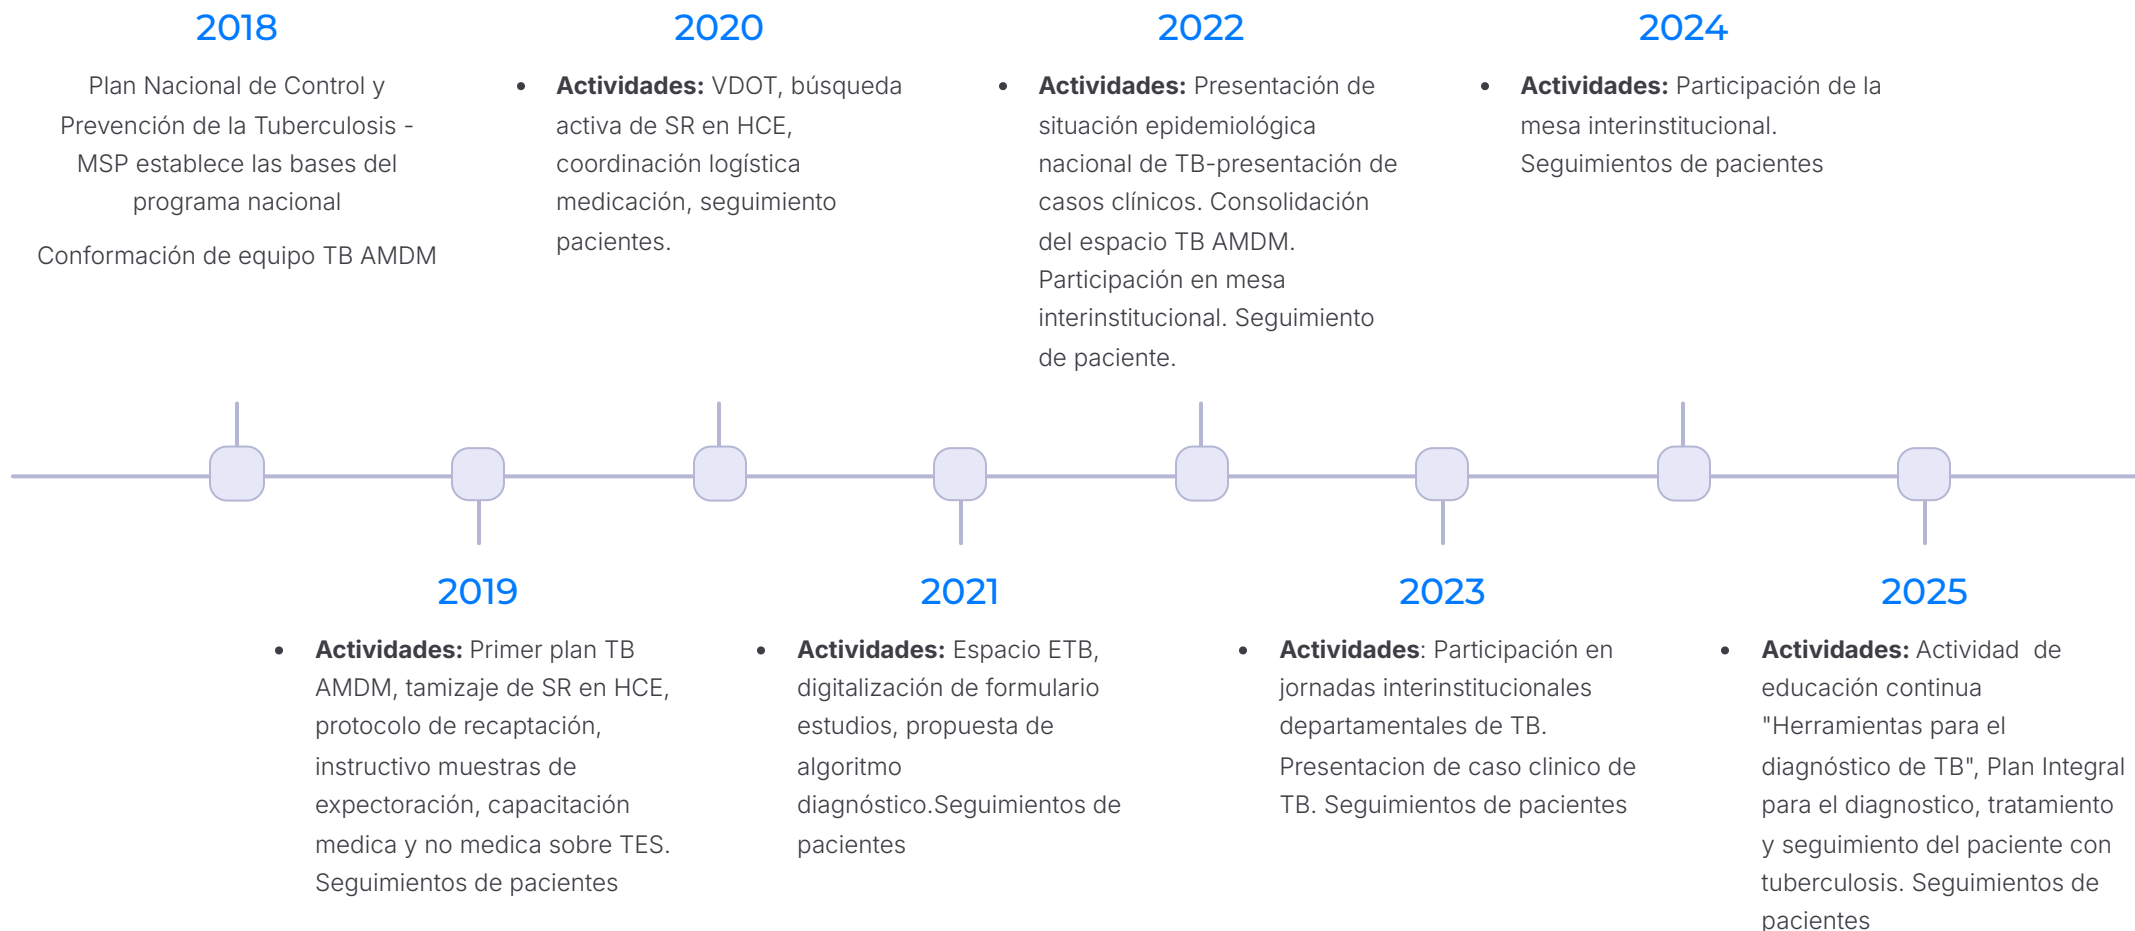 2018
Plan Nacional de Control y
Prevención de la Tuberculosis -
MSP establece las bases del
programa nacional
Conformación de equipo TB AMDM
2020
• Actividades: VDOT, búsqueda
activa de SR en HCE,
coordinación logística
medicación, seguimiento
pacientes.
2022
• Actividades: Presentación de
situación epidemiológica
nacional de TB-presentación de
casos clínicos. Consolidación
del espacio TB AMDM.
Participación en mesa
interinstitucional. Seguimiento
de paciente.
2024
• Actividades: Participación de la
mesa interinstitucional.
Seguimientos de pacientes
2019
• Actividades: Primer plan TB
AMDM, tamizaje de SR en HCE,
protocolo de recaptación,
instructivo muestras de
expectoración, capacitación
medica y no medica sobre TES.
Seguimientos de pacientes
2021
• Actividades: Espacio ETB,
digitalización de formulario
estudios, propuesta de
algoritmo
diagnóstico.Seguimientos de
pacientes
2023
• Actividades: Participación en
jornadas interinstitucionales
departamentales de TB.
Presentacion de caso clinico de
TB. Seguimientos de pacientes
2025
• Actividades: Actividad  de
educación continua
"Herramientas para el
diagnóstico de TB", Plan Integral
para el diagnostico, tratamiento
y seguimiento del paciente con
tuberculosis. Seguimientos de
pacientes